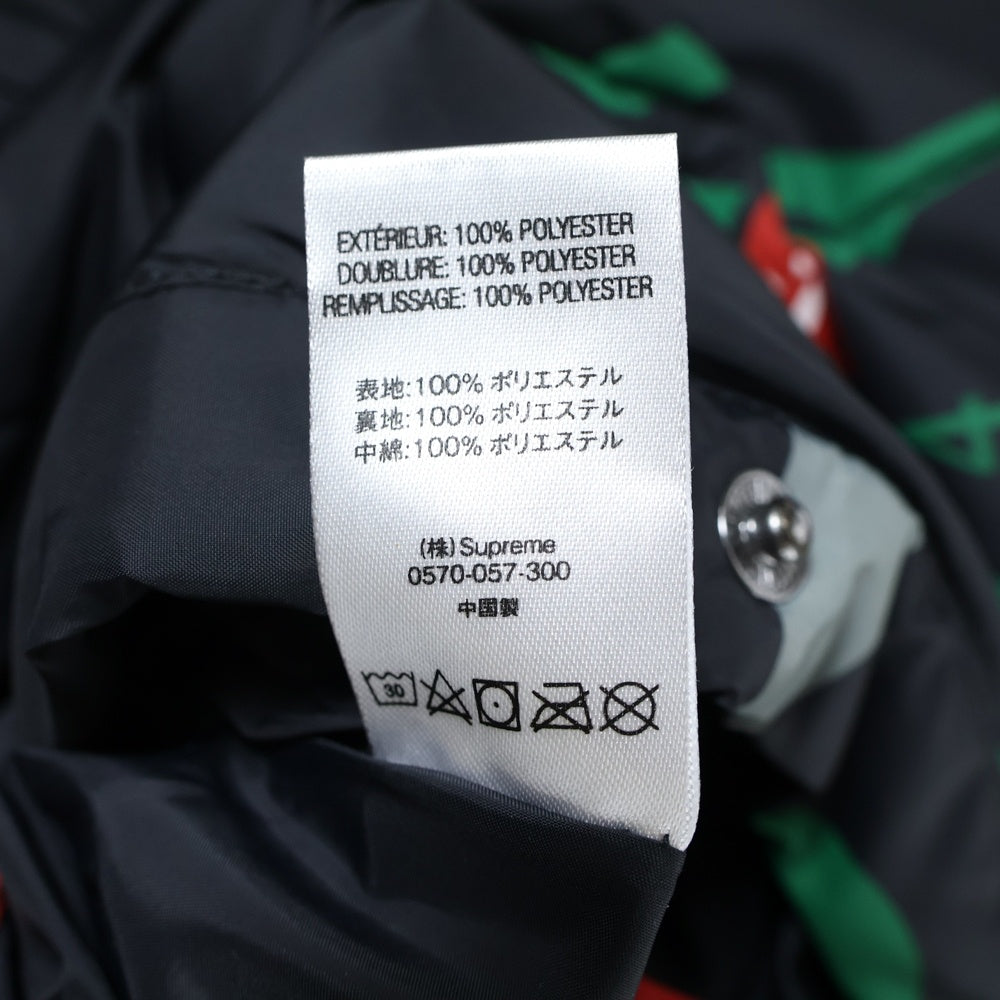 EXTÉRIEUR: 100% POLYESTER
DOUBLURE: 100% POLYESTER
REMPLISSAGE: 100% POLYESTER
表地:100% ポリエステル
裏地:100% ポリエステル
中綿:100% ポリエステル
(株)Supreme
0570-057-300
中国製
30